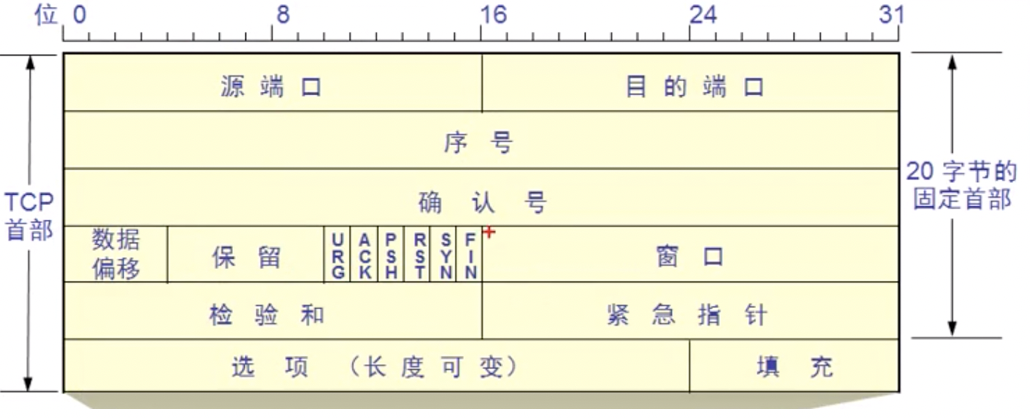 位 0 8 16 24 31
源端口 目的端口
序号
确认号
TCP
首部
20字节的
固定首部
数据
偏移
保留
URG
ACK
PSH
RST
SYN
FIN
窗口
检验和 紧急指针
选项（长度可变） 填充